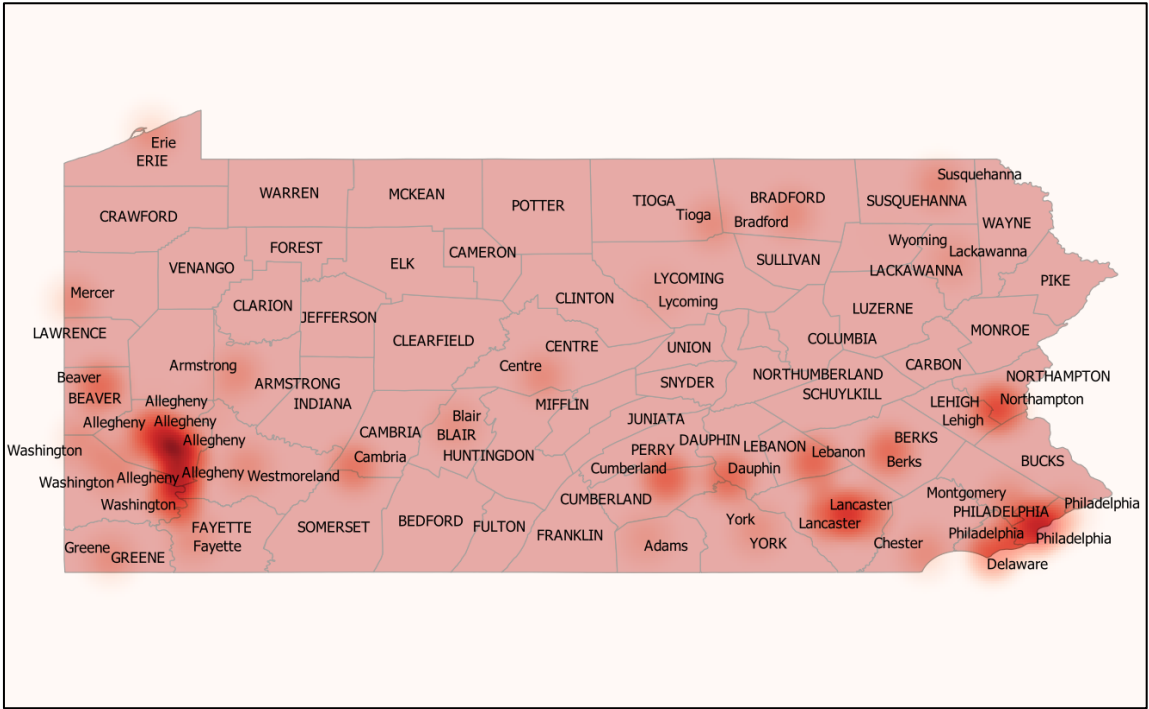 Erie
ERIE
Susquehanna
WARREN
MCKEAN
POTTER
TIOGA
BRADFORD
SUSQUEHANNA
CRAWFORD
Tioga
Bradford
WAYNE
FOREST
CAMERON
Wyoming
Lackawanna
VENANGO
ELK
SULLIVAN
LACKAWANNA
LYCOMING
PIKE
Mercer
CLARION
CLINTON
Lycoming
LUZERNE
LAWRENCE
JEFFERSON
MONROE
CLEARFIELD
CENTRE
UNION
COLUMBIA
Armstrong
Centre
CARBON
Beaver
ARMSTRONG
SNYDER
NORTHUMBERLAND
NORTHAMPTON
BEAVER
Allegheny
INDIANA
MIFFLIN
SCHUYLKILL
LEHIGH
Northampton
Allegheny
Allegheny
Blair
JUNIATA
Lehigh
Allegheny
CAMBRIA
BLAIR
DAUPHIN
LEBANON
BERKS
Washington
Cambria
HUNTINGDON
PERRY
Lebanon
Berks
BUCKS
Washington
Allegheny
Allegheny
Westmoreland
Cumberland
Dauphin
Washington
CUMBERLAND
Lancaster
Montgomery
Philadelphia
FAYETTE
SOMERSET
BEDFORD
FULTON
FRANKLIN
York
Lancaster
PHILADELPHIA
Greene
GREENE
Fayette
Adams
YORK
Chester
Philadelphia
Philadelphia
Delaware